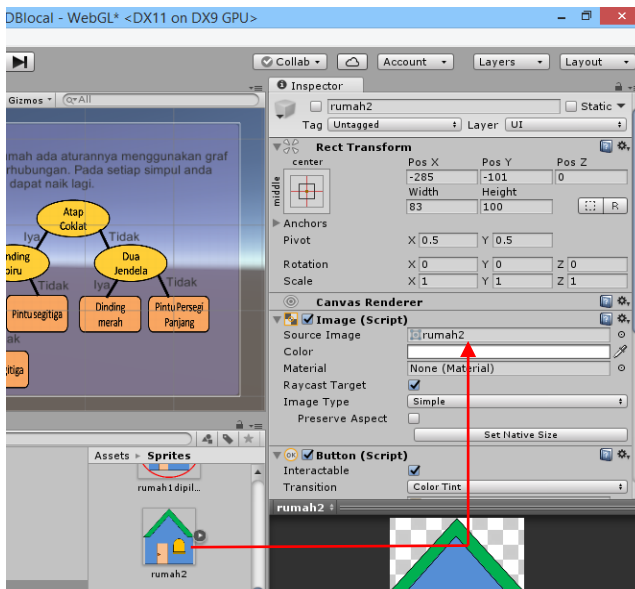 DBlocal - WebGL* <DX11 on DX9 GPU>
Collab Account Layers Layout
Inspector
Gizmos All
rumah2 Static
Tag Untagged Layer UI
Rect Transform
center Pos X Pos Y Pos Z
middle -285 -101 0
Width Height
83 100 R
Anchors
Pivot X 0.5 Y 0.5
Rotation X 0 Y 0 Z 0
Scale X 1 Y 1 Z 1
Canvas Renderer
Image (Script)
Source Image rumah2
Color
Material None (Material)
Raycast Target
Image Type Simple
Preserve Aspect
Set Native Size
OK Button (Script)
Interactable
Transition Color Tint
rumah2
umah ada aturannya menggunakan graf
rhubungan. Pada setiap simpul anda
dapat naik lagi.
Atap
Coklat
Iya Tidak
nding
biru
Dua
Jendela
Tidak Iya Tidak
Pintu segitiga
Dinding
merah
Pintu Persegi
Panjang
ak
gitiga
Assets Sprites
rumah1dipil...
rumah2